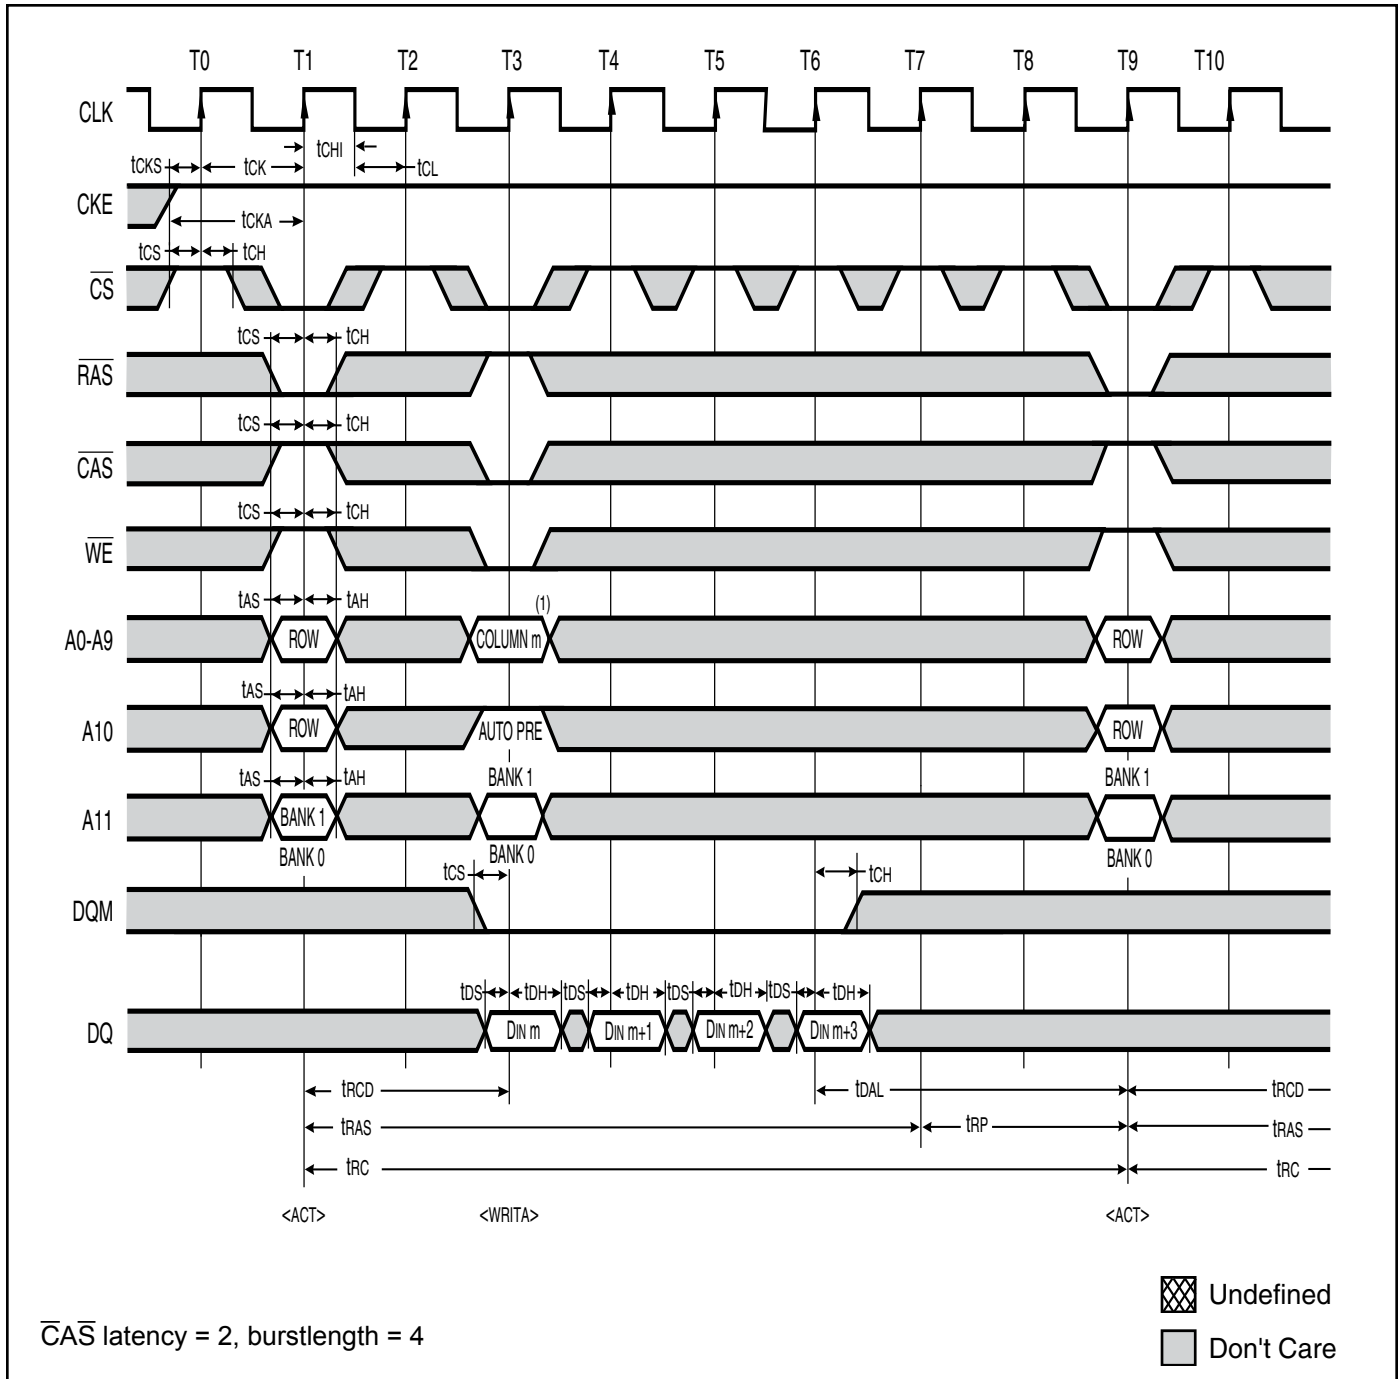 T0 T1 T2 T3 T4 T5 T6 T7 T8 T9 T10
CLK
tCHI
tCKS tCK tCL
CKE
tCKA
tCS tCH
CS
tCS tCH
RAS
tCS tCH
CAS
tCS tCH
WE
tAS tAH (1)
A0-A9 ROW COLUMN m ROW
tAS tAH
A10 ROW AUTO PRE ROW
tAS tAH BANK 1 BANK 1
A11 BANK 1
BANK 0 BANK 0 BANK 0
tCS tCH
DQM
tDS tDH tDS tDH tDS tDH tDS tDH
DQ DIN m DIN m+1 DIN m+2 DIN m+3
tRCD tDAL tRCD
tRAS tRP tRAS
tRC tRC
<ACT> <WRITA> <ACT>
Undefined
CAS latency = 2, burstlength = 4
Don't Care